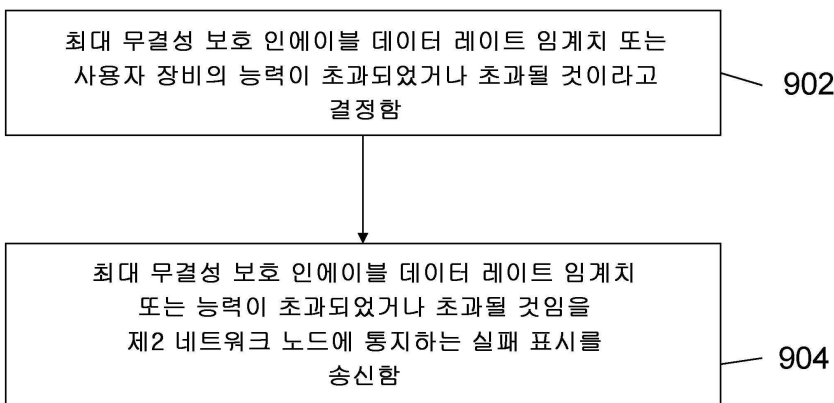 최대 무결성 보호 인에이블 데이터 레이트 임계치 또는
사용자 장비의 능력이 초과되었거나 초과될 것이라고
결정함
902
최대 무결성 보호 인에이블 데이터 레이트 임계치
또는 능력이 초과되었거나 초과될 것임을
제2 네트워크 노드에 통지하는 실패 표시를
송신함
904